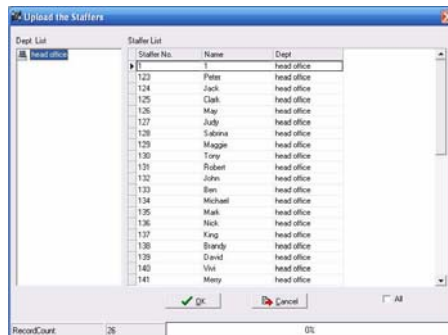 Upload the Staffers
Dept List
Staffer List
head office
Staffer No. Name Dept
1 1 head office
123 Peter head office
124 Jack head office
125 Clark head office
126 May head office
127 Judy head office
128 Sabrina head office
129 Maggie head office
130 Tony head office
131 Robert head office
132 John head office
133 Ben head office
134 Michael head office
135 Mark head office
136 Nick head office
137 King head office
138 Brandy head office
139 David head office
140 Vivi head office
141 Merry head office
OK Cancel All
RecordCount: 26 0%